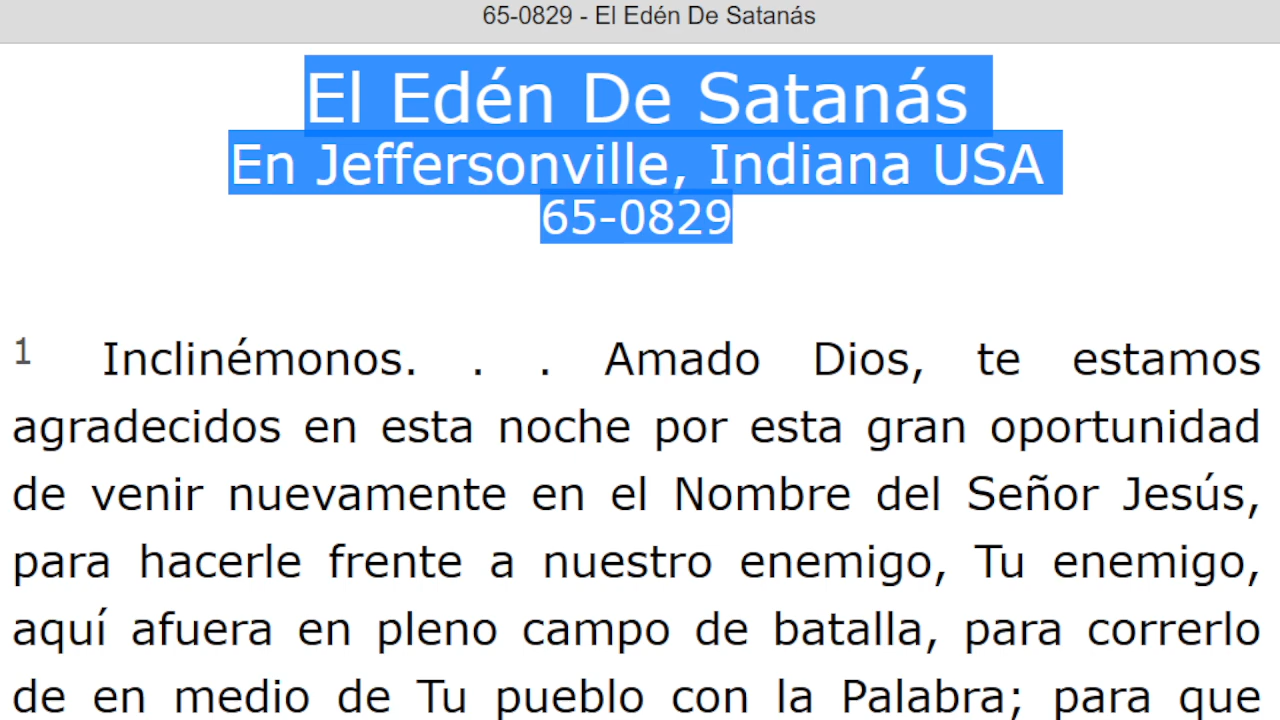 65-0829 - El Edén De Satanás
El Edén De Satanás
En Jeffersonville, Indiana USA
65-0829
1 Inclinémonos. . . Amado Dios, te estamos
agradecidos en esta noche por esta gran oportunidad
de venir nuevamente en el Nombre del Señor Jesús,
para hacerle frente a nuestro enemigo, Tu enemigo,
aquí afuera en pleno campo de batalla, para correrlo
de en medio de Tu pueblo con la Palabra; para que